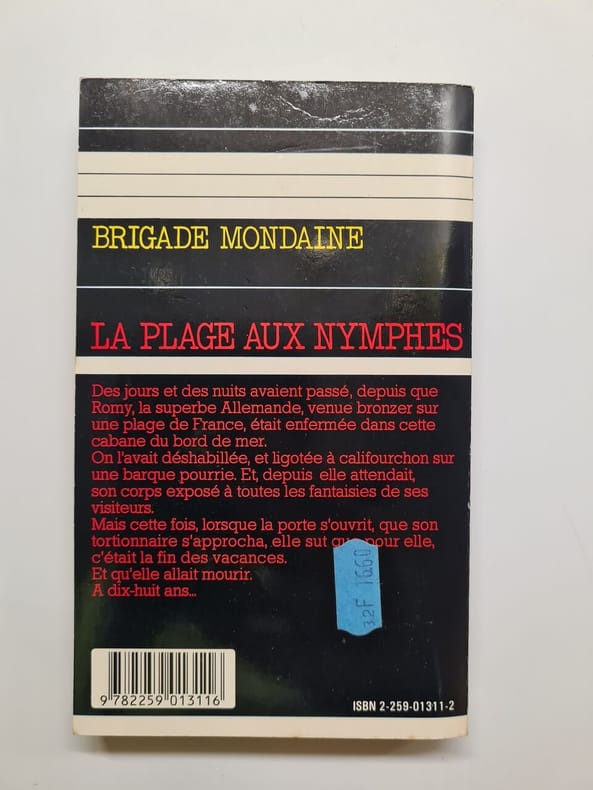 BRIGADE MONDAINE
LA PLAGE AUX NYMPHES
Des jours et des nuits avaient passé, depuis que
Romy, la superbe Allemande, venue bronzer sur
une plage de France, était enfermée dans cette
cabane du bord de mer.
On l'avait déshabillée, et ligotée à califourchon sur
une barque pourrie. Et, depuis elle attendait,
son corps exposé à toutes les fantaisies de ses
visiteurs.
Mais cette fois, lorsque la porte s'ouvrit, que son
tortionnaire s'approcha, elle sut que pour elle,
c'était la fin des vacances.
Et qu'elle allait mourir.
A dix-huit ans...
32F 1660
9 782259 013116
ISBN 2-259-01311-2